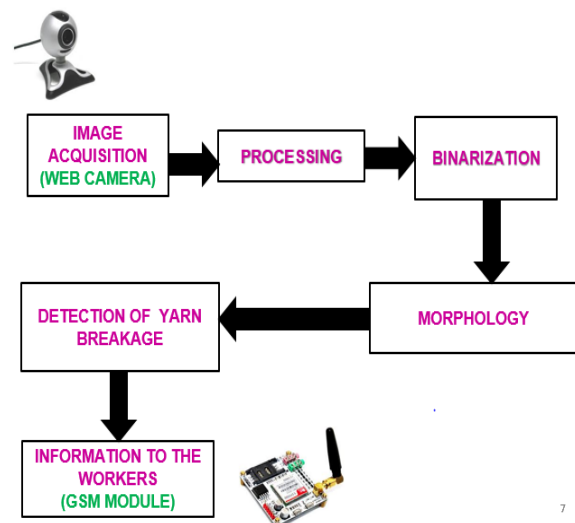 IMAGE
ACQUISITION
(WEB CAMERA)
PROCESSING
BINARIZATION
MORPHOLOGY
DETECTION OF YARN
BREAKAGE
INFORMATION TO THE
WORKERS
(GSM MODULE)
7